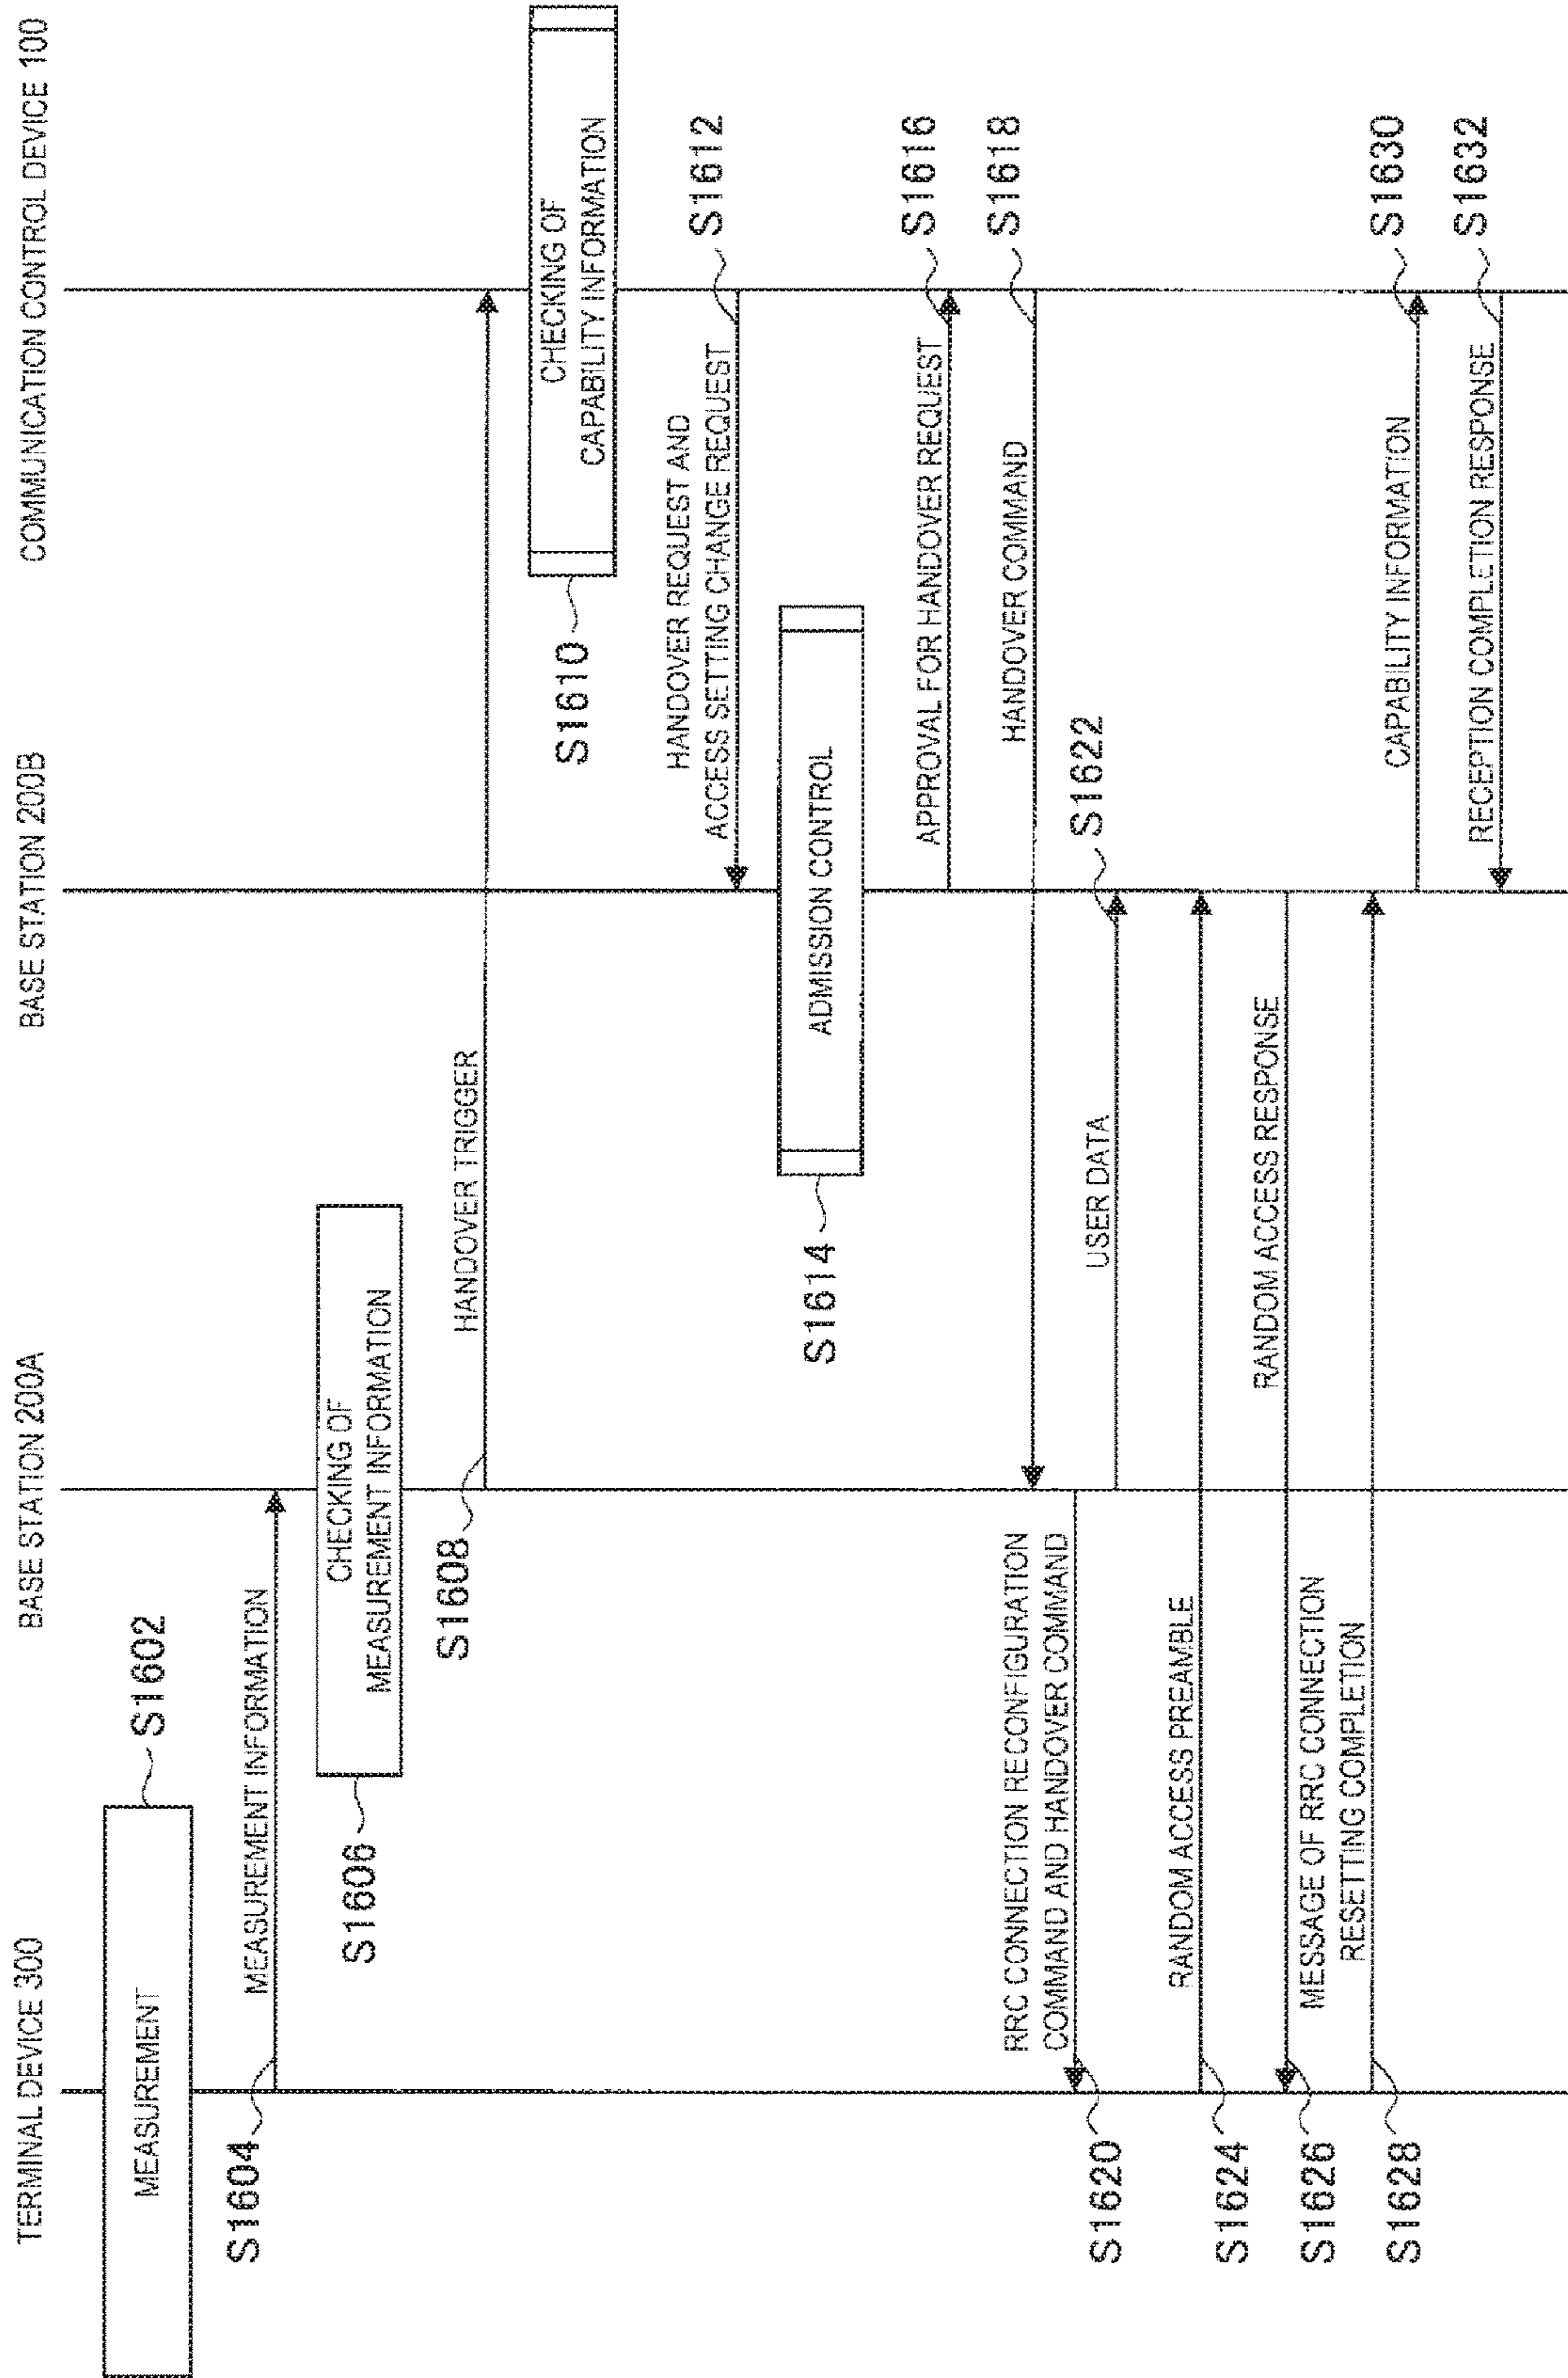 TERMINAL DEVICE 300
BASE STATION 200A
BASE STATION 200B
COMMUNICATION CONTROL DEVICE 100
MEASUREMENT
S1602
S1604
MEASUREMENT INFORMATION
S1606
CHECKING OF
MEASUREMENT INFORMATION
S1608
HANDOVER TRIGGER
S1610
CHECKING OF
CAPABILITY INFORMATION
HANDOVER REQUEST AND
ACCESS SETTING CHANGE REQUEST
S1612
S1614
ADMISSION CONTROL
APPROVAL FOR HANDOVER REQUEST
S1616
HANDOVER COMMAND
S1618
RRC CONNECTION RECONFIGURATION
COMMAND AND HANDOVER COMMAND
S1620
USER DATA
S1622
S1624
RANDOM ACCESS PREAMBLE
S1626
RANDOM ACCESS RESPONSE
MESSAGE OF RRC CONNECTION
RESETTING COMPLETION
S1628
CAPABILITY INFORMATION
S1630
RECEPTION COMPLETION RESPONSE
S1632